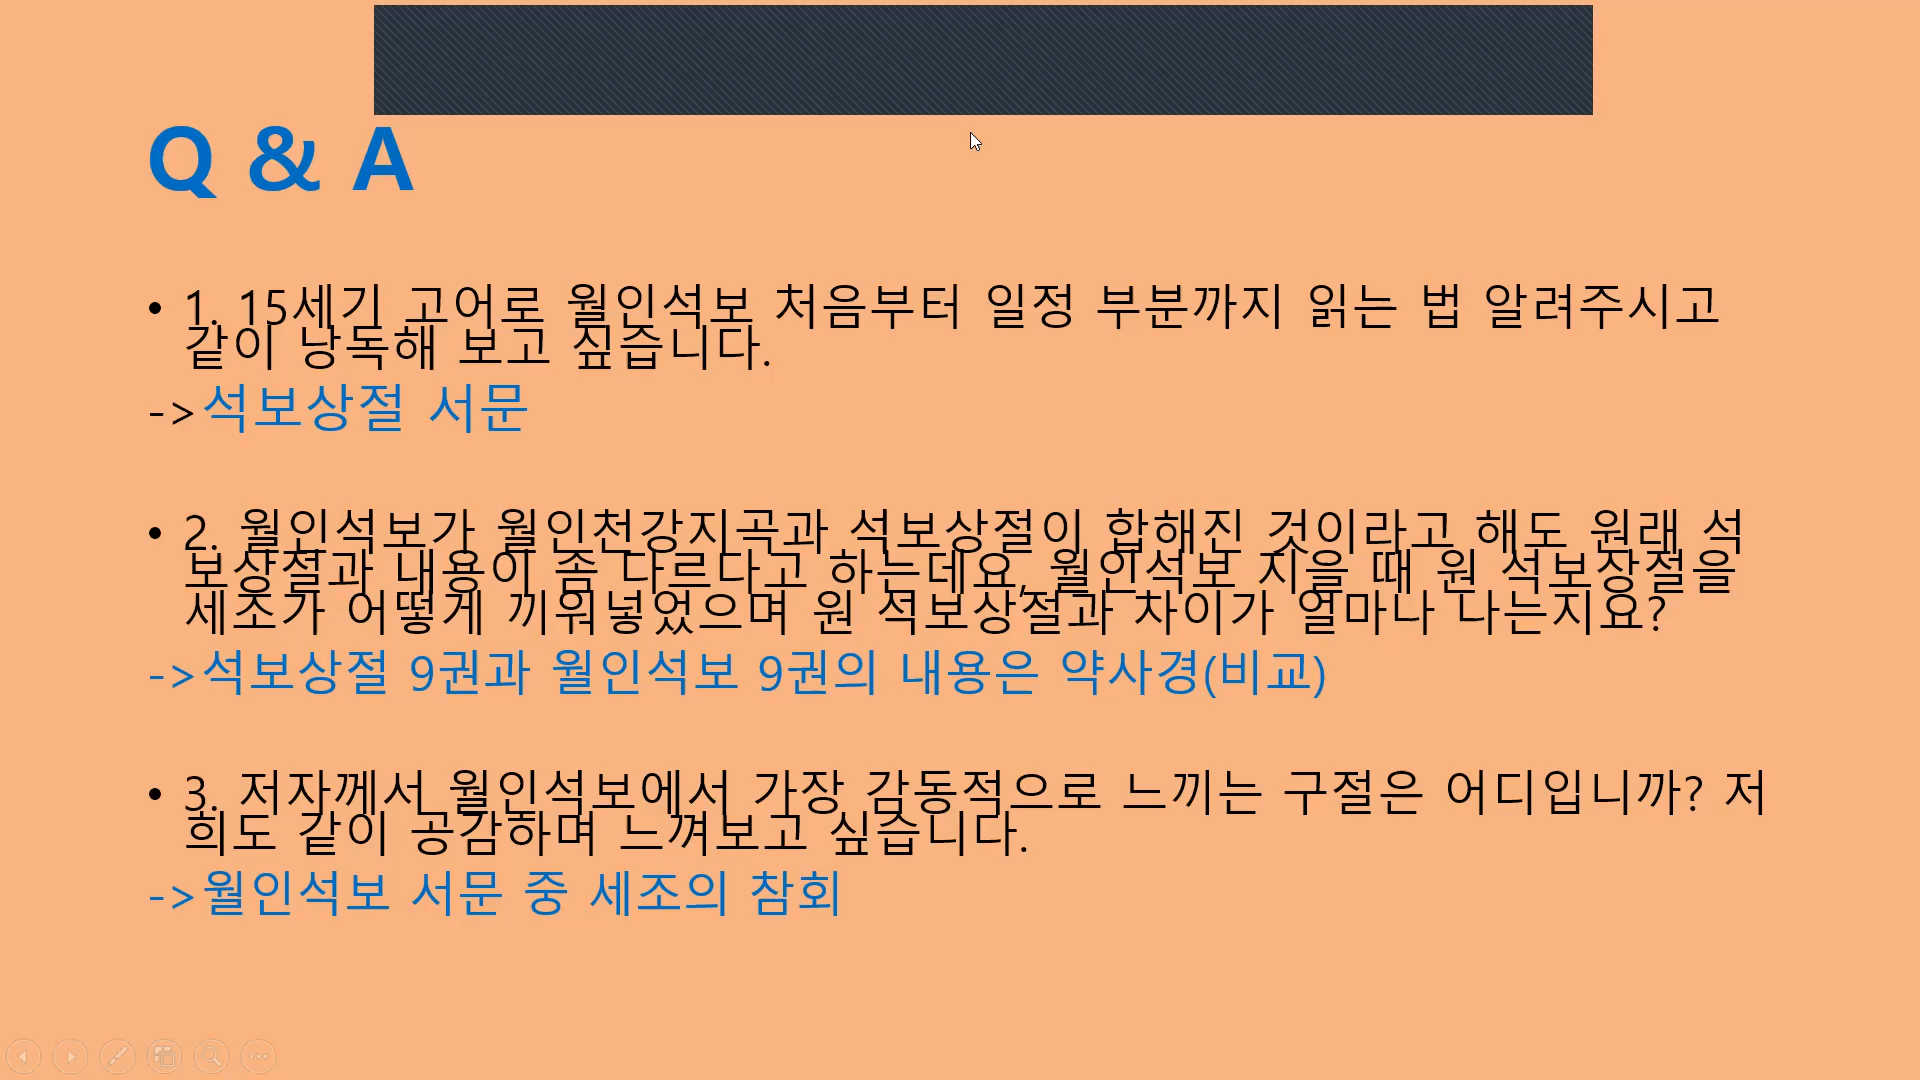 Q & A
• 1. 15세기 고어로 월인석보 처음부터 일정 부분까지 읽는 법 알려주시고
같이 낭독해 보고 싶습니다.
->석보상절 서문
• 2. 월인석보가 월인천강지곡과 석보상절이 합해진 것이라고 해도 원래 석
보상절과 내용이 좀 다르다고 하는데요, 월인석보 지을 때 원 석보상절을
세조가 어떻게 끼워넣었으며 원 석보상절과 차이가 얼마나 나는지요?
->석보상절 9권과 월인석보 9권의 내용은 약사경(비교)
• 3. 저자께서 월인석보에서 가장 감동적으로 느끼는 구절은 어디입니까? 저
희도 같이 공감하며 느껴보고 싶습니다.
->월인석보 서문 중 세조의 참회